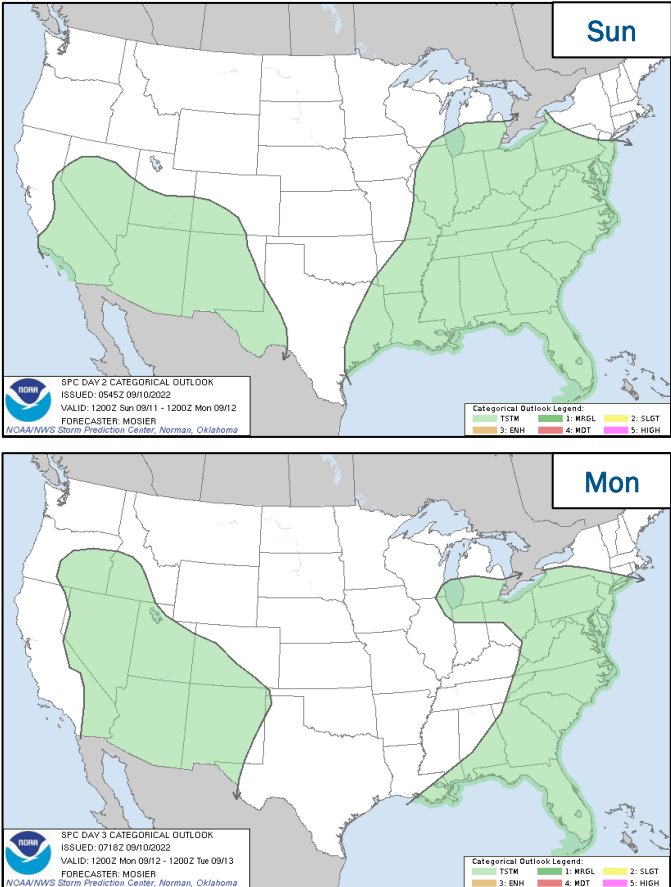 Sun
NOAA
SPC DAY 2 CATEGORICAL OUTLOOK
ISSUED: 0545Z 09/10/2022
VALID: 1200Z Sun 09/11 - 1200Z Mon 09/12
FORECASTER: MOSIER
NOAA/NWS Storm Prediction Center, Norman, Oklahoma
Categorical Outlook Legend:
TSTM 1: MRGL 2: SLGT
3: ENH 4: MDT 5: HIGH
Mon
NOAA
SPC DAY 3 CATEGORICAL OUTLOOK
ISSUED: 0718Z 09/10/2022
VALID: 1200Z Mon 09/12 - 1200Z Tue 09/13
FORECASTER: MOSIER
NOAA/NWS Storm Prediction Center, Norman, Oklahoma
Categorical Outlook Legend:
TSTM 1: MRGL 2: SLGT
3: ENH 4: MDT 5: HIGH